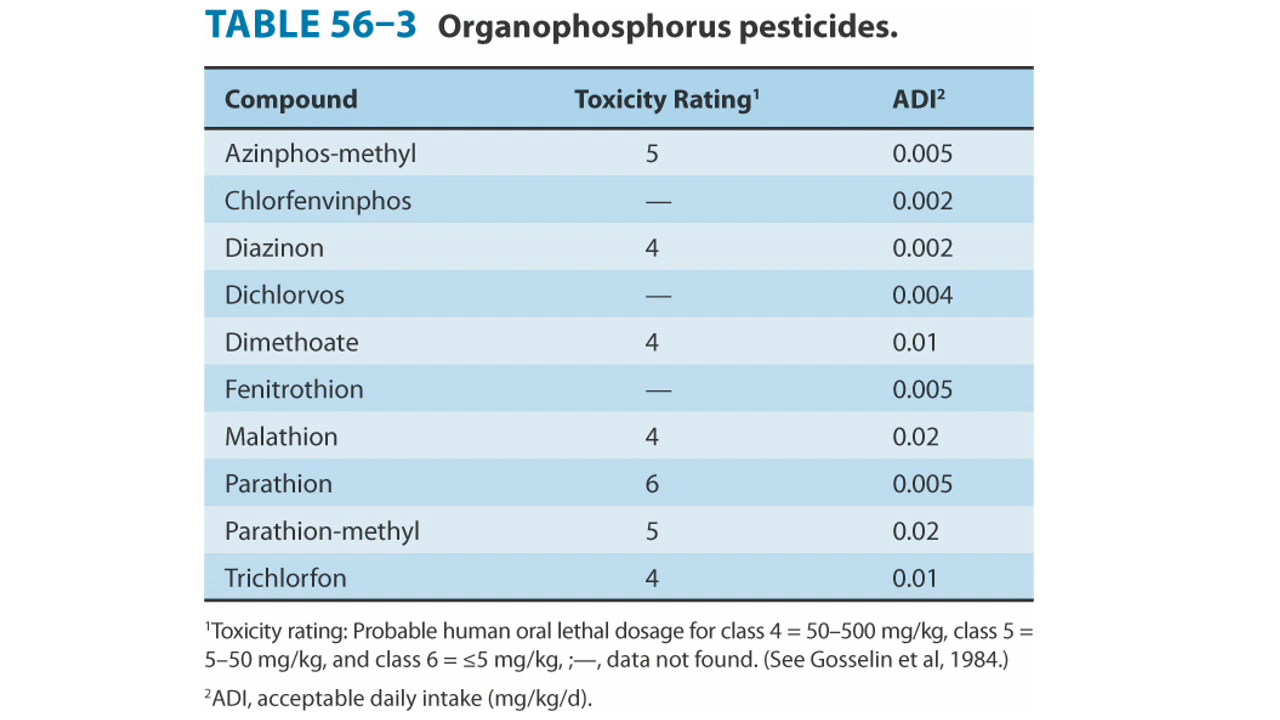 TABLE 56–3 Organophosphorus pesticides.
Compound Toxicity Rating¹ ADI²
Azinphos-methyl 5 0.005
Chlorfenvinphos — 0.002
Diazinon 4 0.002
Dichlorvos — 0.004
Dimethoate 4 0.01
Fenitrothion — 0.005
Malathion 4 0.02
Parathion 6 0.005
Parathion-methyl 5 0.02
Trichlorfon 4 0.01
¹Toxicity rating: Probable human oral lethal dosage for class 4 = 50–500 mg/kg, class 5 =
5–50 mg/kg, and class 6 = ≤5 mg/kg, ;—, data not found. (See Gosselin et al, 1984.)
²ADI, acceptable daily intake (mg/kg/d).